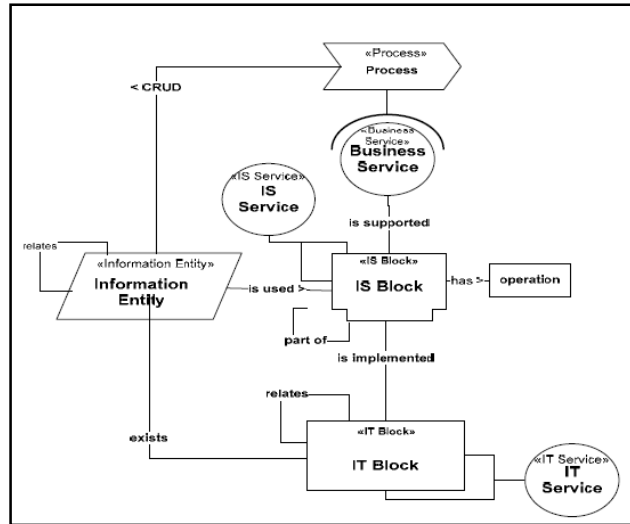 «Process»
Process
< CRUD
«Business
Service»
Business
Service
«IS Service»
IS
Service
is supported
relates
«Information Entity»
Information
Entity
is used >
«IS Block»
IS Block
has >
operation
part of
is implemented
relates
exists
«IT Block»
IT Block
«IT Service»
IT
Service